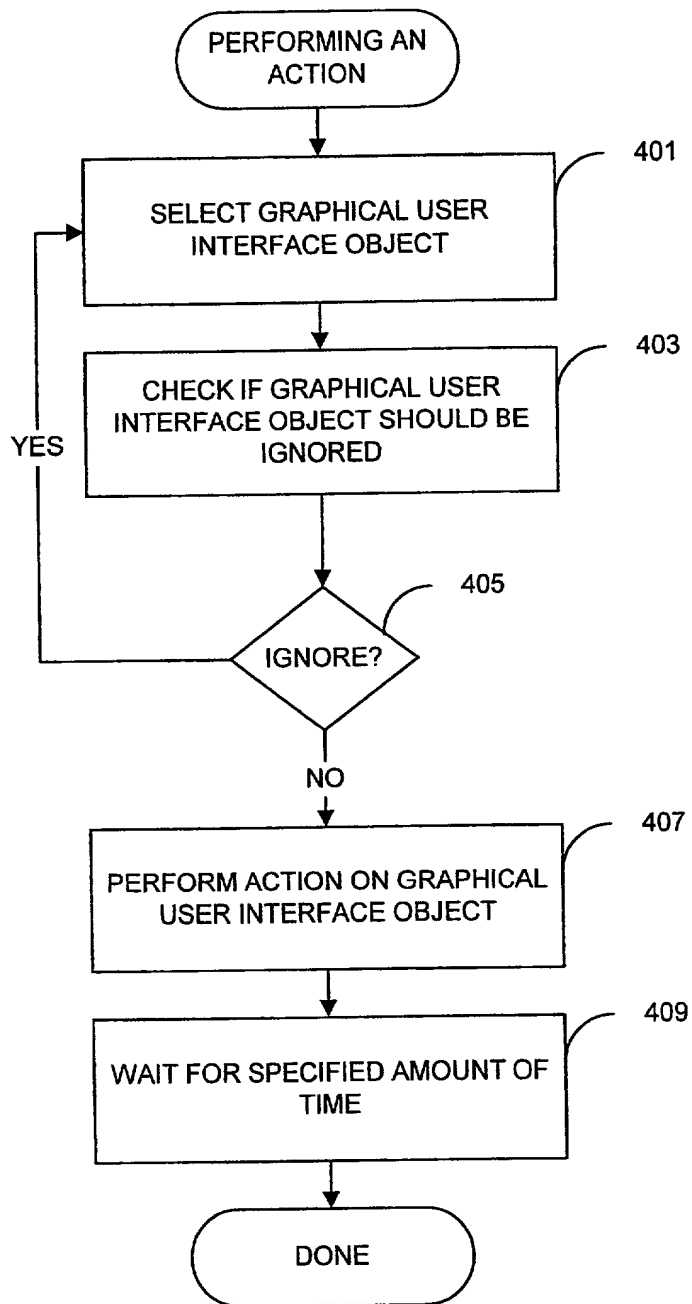 PERFORMING AN
ACTION
401
SELECT GRAPHICAL USER
INTERFACE OBJECT
403
CHECK IF GRAPHICAL USER
INTERFACE OBJECT SHOULD BE
IGNORED
YES
405
IGNORE?
NO
407
PERFORM ACTION ON GRAPHICAL
USER INTERFACE OBJECT
409
WAIT FOR SPECIFIED AMOUNT OF
TIME
DONE